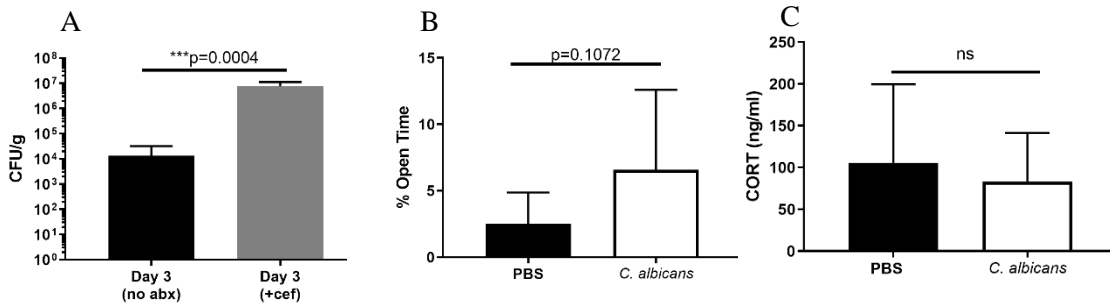 A
***p=0.0004
CFU/g
10⁸
10⁷
10⁶
10⁵
10⁴
10³
10²
10¹
10⁰
Day 3
(no abx)
Day 3
(+cef)
B
p=0.1072
% Open Time
15
10
5
0
PBS
C. albicans
C
ns
CORT (ng/ml)
250
200
150
100
50
0
PBS
C. albicans